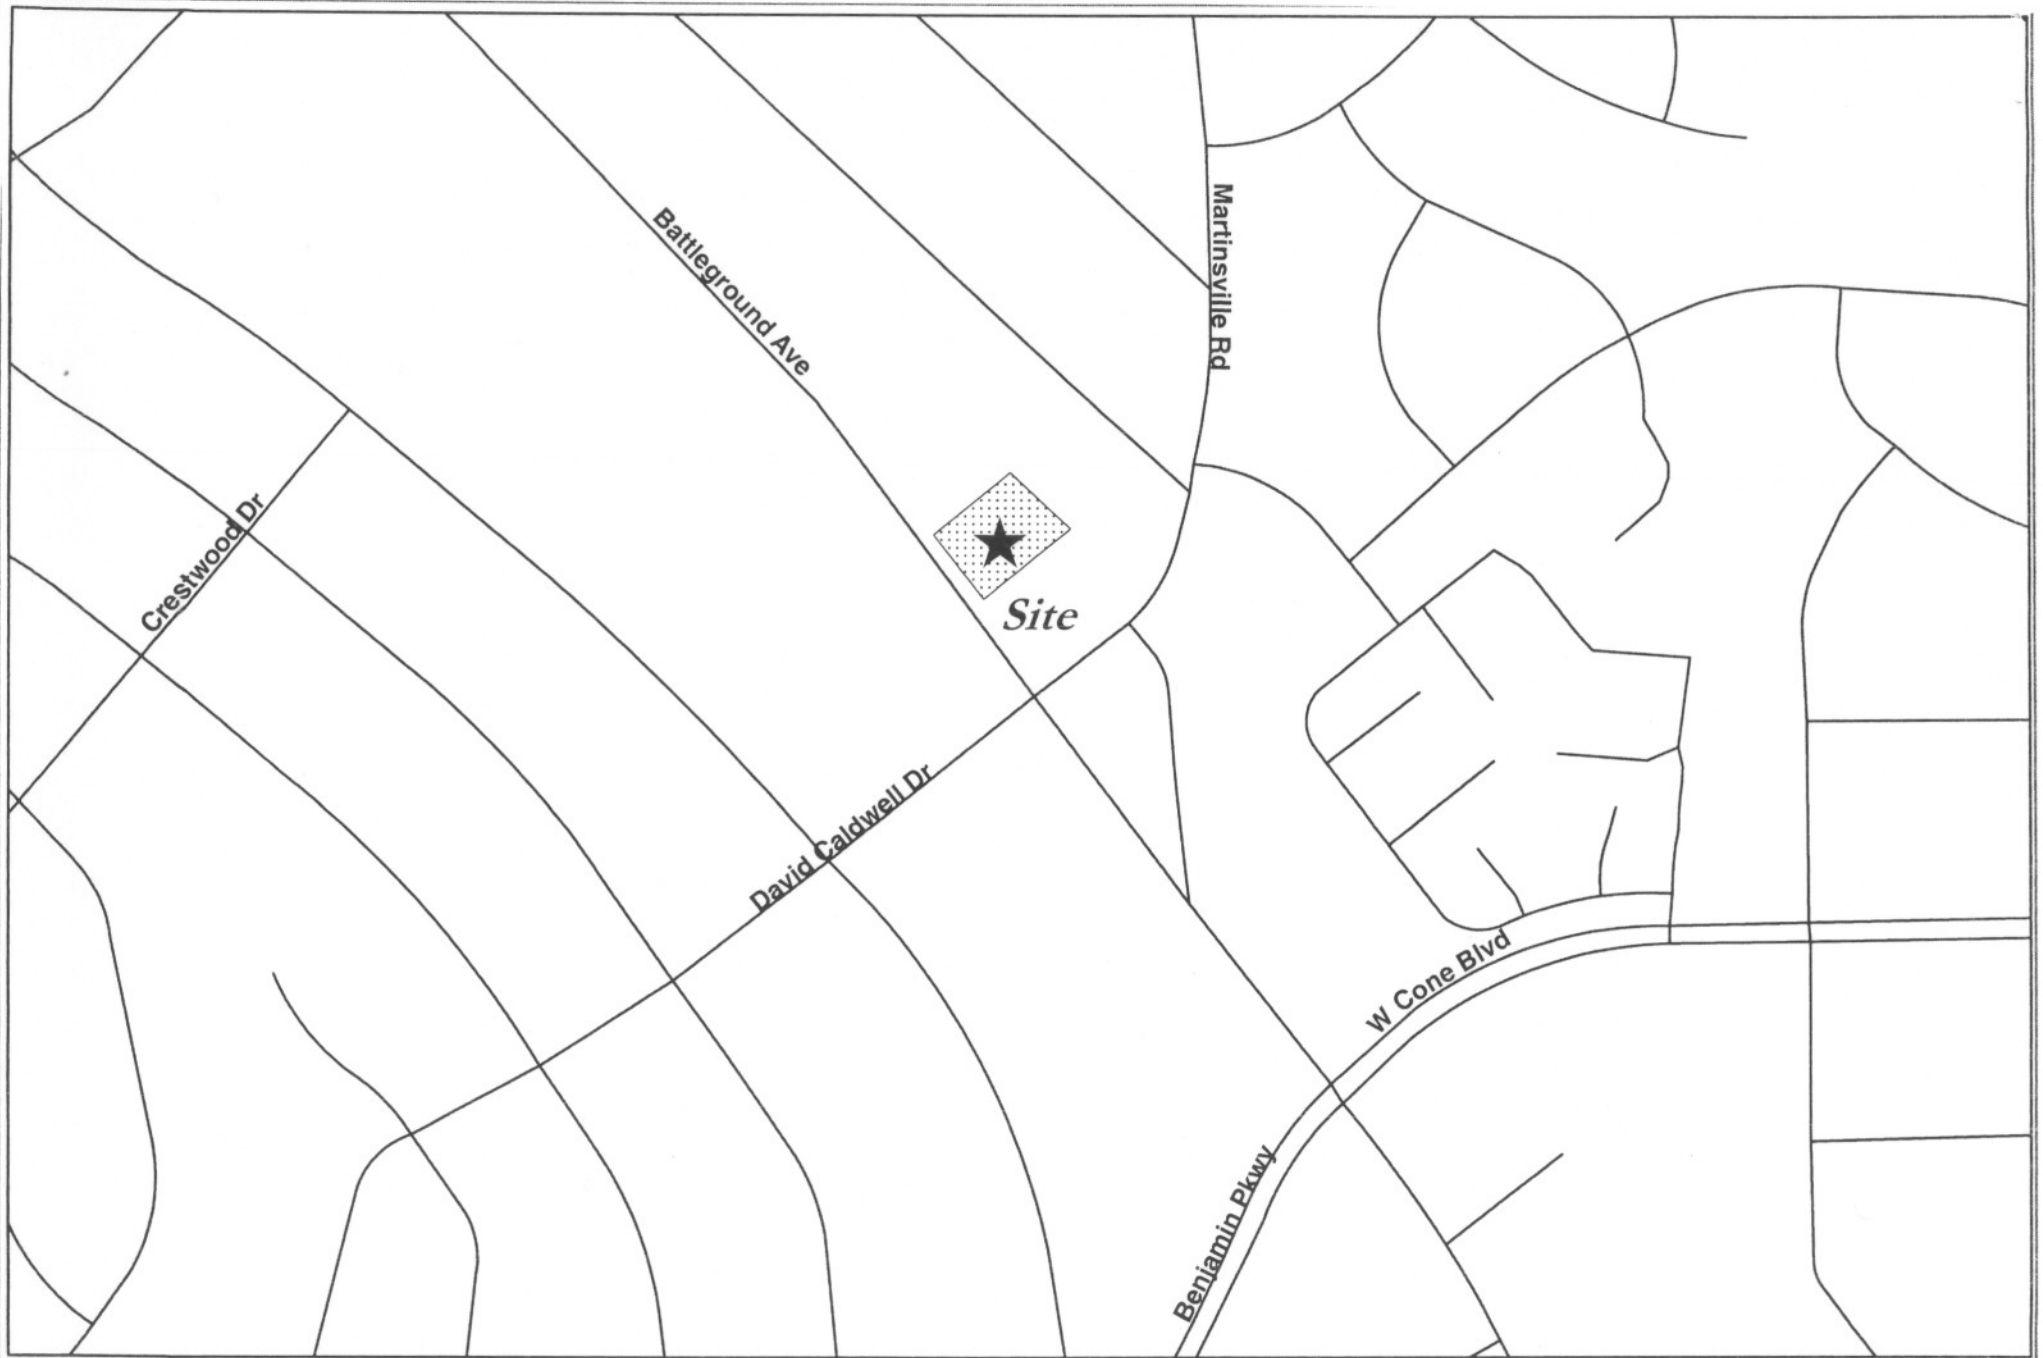 Battleground Ave
Martinsville Rd
Crestwood Dr
Site
David Caldwell Dr
W Cone Blvd
Benjamin Pkwy